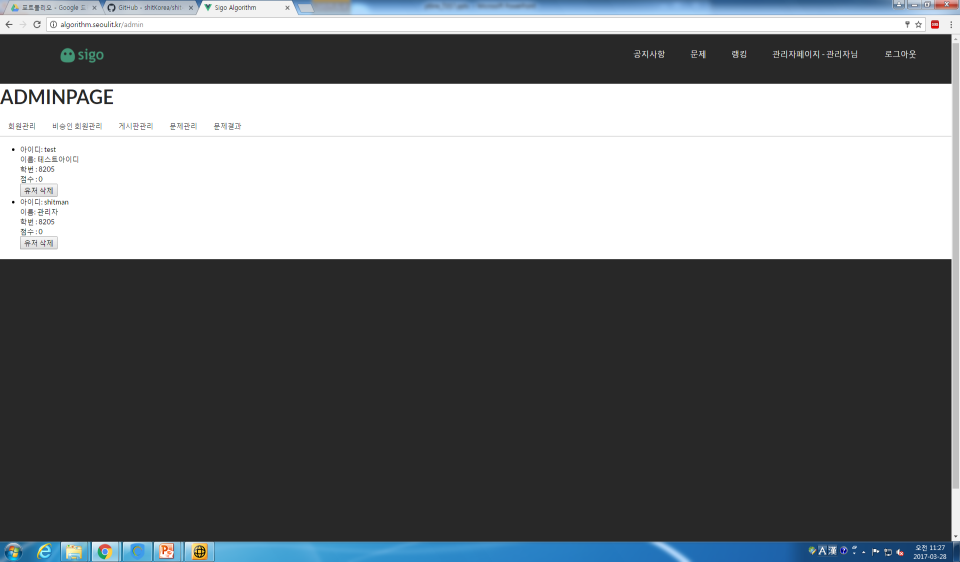 포트폴리오 - Google 드
GitHub - shitKorea/shit
Sigo Algorithm
algorithm.seoulit.kr/admin
sigo
공지사항 문제 랭킹 관리자페이지 - 관리자님 로그아웃
ADMINPAGE
회원관리 비승인 회원관리 게시판관리 문제관리 문제결과
아이디: test
이름: 테스트아이디
학번 : 8205
점수 : 0
유저 삭제
아이디: shitman
이름: 관리자
학번 : 8205
점수 : 0
유저 삭제
A 漢
오전 11:27
2017-03-28